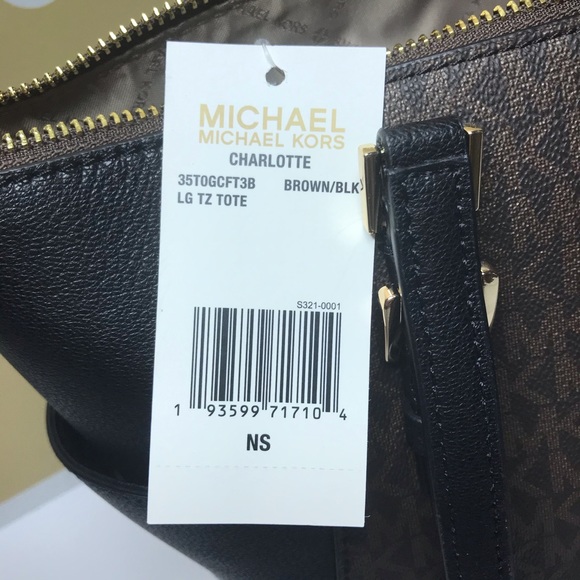 MICHAEL
MICHAEL KORS
CHARLOTTE
35T0GCFT3B BROWN/BLK
LG TZ TOTE
S321-0001
1 93599 71710 4
NS